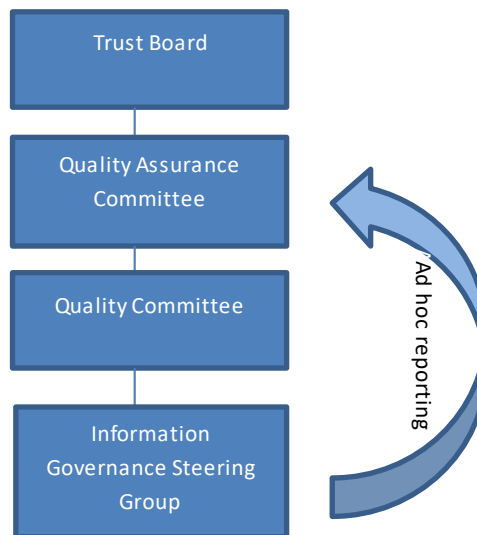 Trust Board
Quality Assurance
Committee
Quality Committee
Information
Governance Steering
Group
Ad hoc reporting